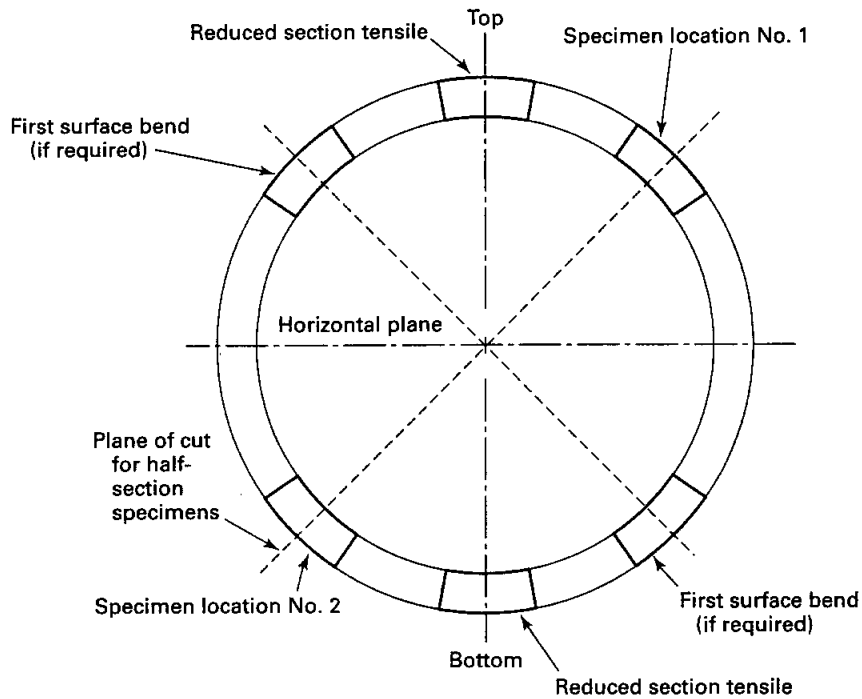 Top
Reduced section tensile
Specimen location No. 1
First surface bend
(if required)
Horizontal plane
Plane of cut
for half-
section
specimens
Specimen location No. 2
First surface bend
(if required)
Bottom
Reduced section tensile